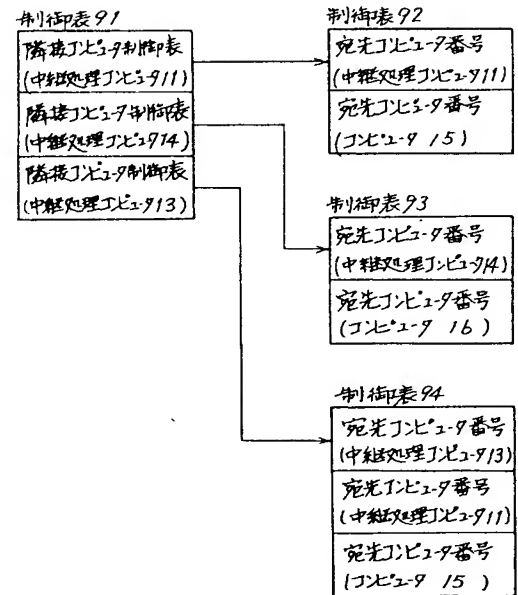 制御表91
隣接コンピュータ制御表
(中継処理コンピュータ11)
隣接コンピュータ制御表
(中継処理コンピュータ14)
隣接コンピュータ制御表
(中継処理コンピュータ13)
制御表92
宛先コンピュータ番号
(中継処理コンピュータ11)
宛先コンピュータ番号
(コンピュータ 15)
制御表93
宛先コンピュータ番号
(中継処理コンピュータ14)
宛先コンピュータ番号
(コンピュータ 16)
制御表94
宛先コンピュータ番号
(中継処理コンピュータ13)
宛先コンピュータ番号
(中継処理コンピュータ11)
宛先コンピュータ番号
(コンピュータ 15)